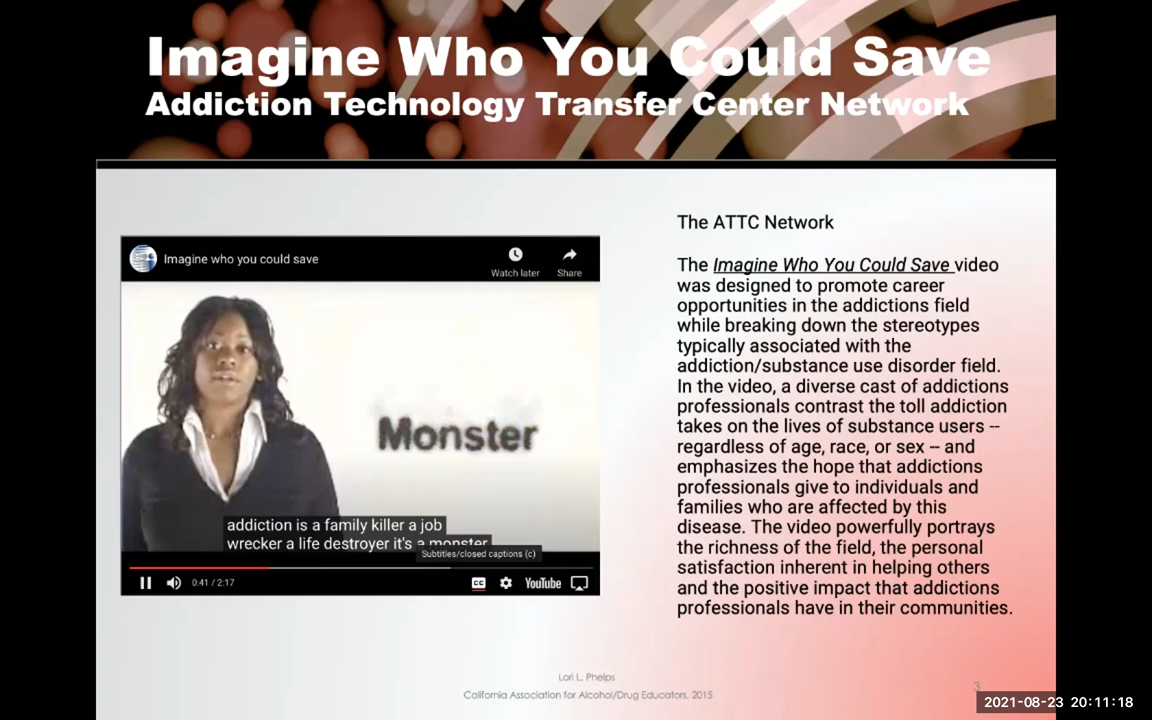 Imagine Who You Could Save
Addiction Technology Transfer Center Network
Imagine who you could save
Watch later
Share
Monster
addiction is a family killer a job
wrecker a life destroyer it's a monster
Subtitles/closed captions (c)
0:41 / 2:17
CC
YouTube
The ATTC Network
The Imagine Who You Could Save video
was designed to promote career
opportunities in the addictions field
while breaking down the stereotypes
typically associated with the
addiction/substance use disorder field.
In the video, a diverse cast of addictions
professionals contrast the toll addiction
takes on the lives of substance users --
regardless of age, race, or sex -- and
emphasizes the hope that addictions
professionals give to individuals and
families who are affected by this
disease. The video powerfully portrays
the richness of the field, the personal
satisfaction inherent in helping others
and the positive impact that addictions
professionals have in their communities.
Lori L. Phelps
California Association for Alcohol/Drug Educators, 2015
3
2021-08-23 20:11:18